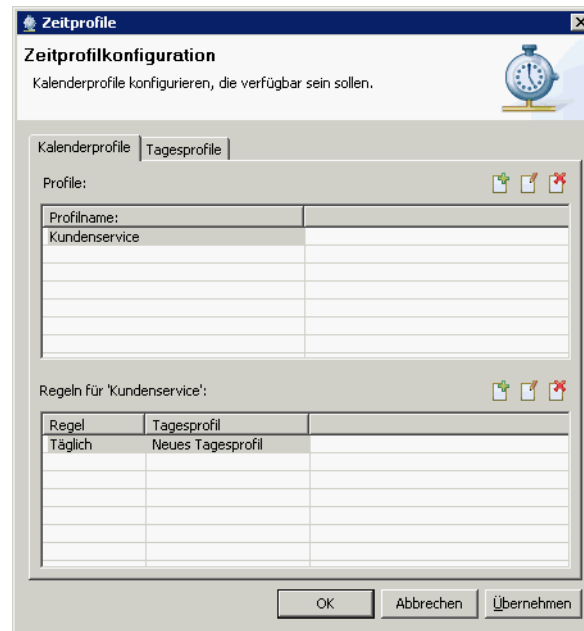 Zeitprofile
Zeitprofilkonfiguration
Kalenderprofile konfigurieren, die verfügbar sein sollen.
Kalenderprofile Tagesprofile
Profile:
Profilname:
Kundenservice
Regeln für 'Kundenservice':
Regel Tagesprofil
Täglich Neues Tagesprofil
OK Abbrechen Übernehmen